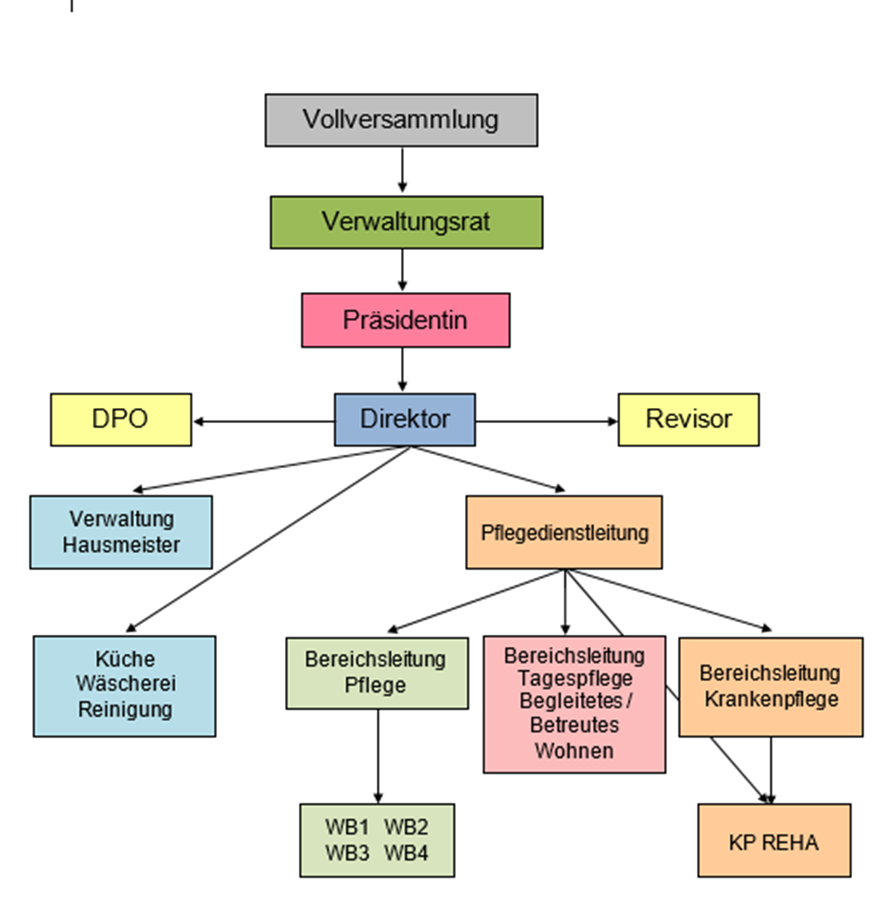 Vollversammlung
Verwaltungsrat
Präsidentin
DPO
Direktor
Revisor
Verwaltung
Hausmeister
Pflegedienstleitung
Küche
Wäscherei
Reinigung
Bereichsleitung
Pflege
Bereichsleitung
Tagespflege
Begleitetes /
Betreutes
Wohnen
Bereichsleitung
Krankenpflege
WB1 WB2
WB3 WB4
KP REHA